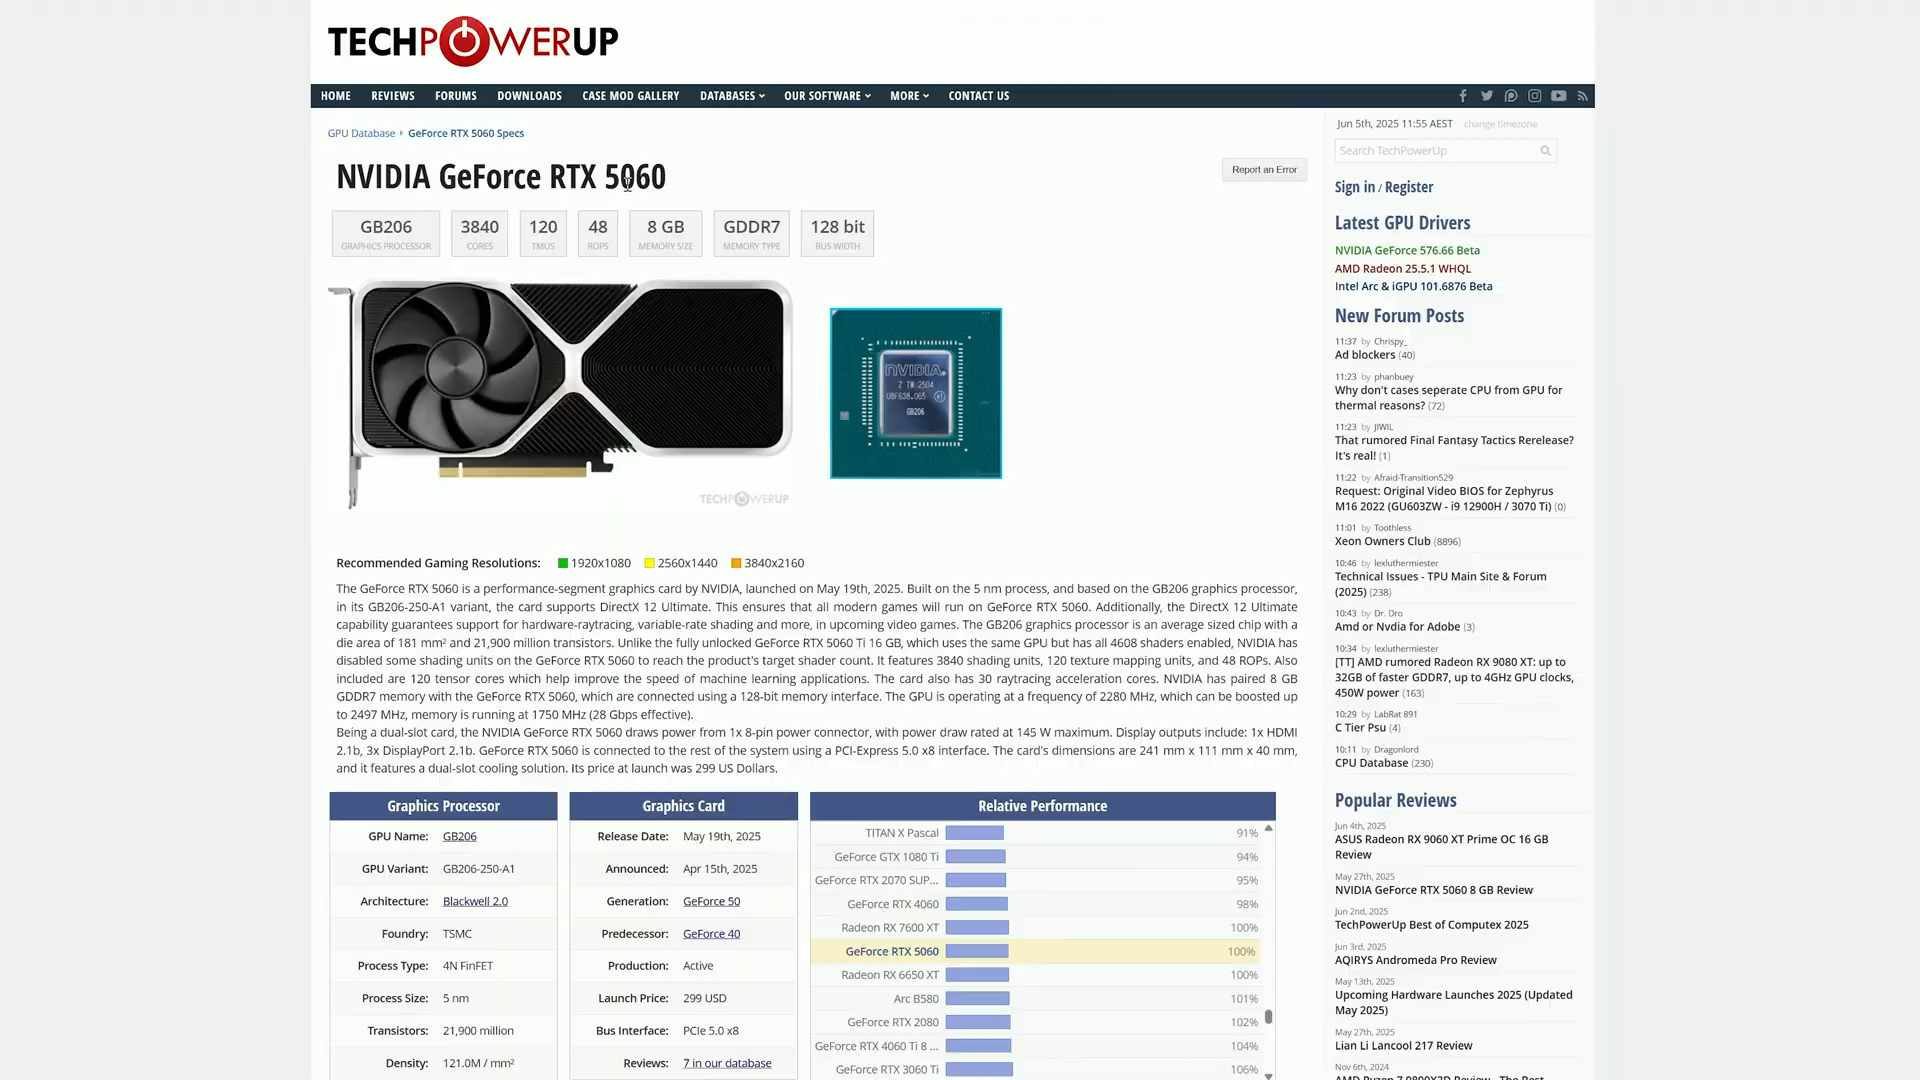 TECHPOWERUP
HOME REVIEWS FORUMS DOWNLOADS CASE MOD GALLERY DATABASES OUR SOFTWARE MORE CONTACT US
GPU Database GeForce RTX 5060 Specs
NVIDIA GeForce RTX 5060
Report an Error
GB206 3840 120 48 8 GB GDDR7 128 bit
GRAPHICS PROCESSOR CORES TMUS ROPS MEMORY SIZE MEMORY TYPE BUS WIDTH
NVIDIA.
Z TW 2504
U8F638.065
GB206
TECHPOWERUP
Recommended Gaming Resolutions: 1920x1080 2560x1440 3840x2160
The GeForce RTX 5060 is a performance-segment graphics card by NVIDIA, launched on May 19th, 2025. Built on the 5 nm process, and based on the GB206 graphics processor,
in its GB206-250-A1 variant, the card supports DirectX 12 Ultimate. This ensures that all modern games will run on GeForce RTX 5060. Additionally, the DirectX 12 Ultimate
capability guarantees support for hardware-raytracing, variable-rate shading and more, in upcoming video games. The GB206 graphics processor is an average sized chip with a
die area of 181 mm² and 21,900 million transistors. Unlike the fully unlocked GeForce RTX 5060 Ti 16 GB, which uses the same GPU but has all 4608 shaders enabled, NVIDIA has
disabled some shading units on the GeForce RTX 5060 to reach the product's target shader count. It features 3840 shading units, 120 texture mapping units, and 48 ROPs. Also
included are 120 tensor cores which help improve the speed of machine learning applications. The card also has 30 raytracing acceleration cores. NVIDIA has paired 8 GB
GDDR7 memory with the GeForce RTX 5060, which are connected using a 128-bit memory interface. The GPU is operating at a frequency of 2280 MHz, which can be boosted up
to 2497 MHz, memory is running at 1750 MHz (28 Gbps effective).
Being a dual-slot card, the NVIDIA GeForce RTX 5060 draws power from 1x 8-pin power connector, with power draw rated at 145 W maximum. Display outputs include: 1x HDMI
2.1b, 3x DisplayPort 2.1b. GeForce RTX 5060 is connected to the rest of the system using a PCI-Express 5.0 x8 interface. The card's dimensions are 241 mm x 111 mm x 40 mm,
and it features a dual-slot cooling solution. Its price at launch was 299 US Dollars.
Graphics Processor
GPU Name: GB206
GPU Variant: GB206-250-A1
Architecture: Blackwell 2.0
Foundry: TSMC
Process Type: 4N FinFET
Process Size: 5 nm
Transistors: 21,900 million
Density: 121.0M / mm²
Graphics Card
Release Date: May 19th, 2025
Announced: Apr 15th, 2025
Generation: GeForce 50
Predecessor: GeForce 40
Production: Active
Launch Price: 299 USD
Bus Interface: PCIe 5.0 x8
Reviews: 7 in our database
Relative Performance
TITAN X Pascal 91%
GeForce GTX 1080 Ti 94%
GeForce RTX 2070 SUP... 95%
GeForce RTX 4060 98%
Radeon RX 7600 XT 100%
GeForce RTX 5060 100%
Radeon RX 6650 XT 100%
Arc B580 101%
GeForce RTX 2080 102%
GeForce RTX 4060 Ti 8 ... 104%
GeForce RTX 3060 Ti 106%
Jun 5th, 2025 11:55 AEST change timezone
Search TechPowerUp
Sign in / Register
Latest GPU Drivers
NVIDIA GeForce 576.66 Beta
AMD Radeon 25.5.1 WHQL
Intel Arc & iGPU 101.6876 Beta
New Forum Posts
11:37 by Chrispy_
Ad blockers (40)
11:23 by phanbuey
Why don't cases seperate CPU from GPU for
thermal reasons? (72)
11:23 by JIWIL
That rumored Final Fantasy Tactics Rerelease?
It's real! (1)
11:22 by Afraid-Transition529
Request: Original Video BIOS for Zephyrus
M16 2022 (GU603ZW - i9 12900H / 3070 Ti) (0)
11:01 by Toothless
Xeon Owners Club (8896)
10:46 by lexluthermiester
Technical Issues - TPU Main Site & Forum
(2025) (238)
10:43 by Dr. Dro
Amd or Nvdia for Adobe (3)
10:34 by lexluthermiester
[TT] AMD rumored Radeon RX 9080 XT: up to
32GB of faster GDDR7, up to 4GHz GPU clocks,
450W power (163)
10:29 by LabRat 891
C Tier Psu (4)
10:11 by Dragonlord
CPU Database (230)
Popular Reviews
Jun 4th, 2025
ASUS Radeon RX 9060 XT Prime OC 16 GB
Review
May 27th, 2025
NVIDIA GeForce RTX 5060 8 GB Review
Jun 2nd, 2025
TechPowerUp Best of Computex 2025
Jun 3rd, 2025
AQIRYS Andromeda Pro Review
May 13th, 2025
Upcoming Hardware Launches 2025 (Updated
May 2025)
May 27th, 2025
Lian Li Lancool 217 Review
Nov 6th, 2024
AMD Ryzen 7 9800X3D Review - The Best